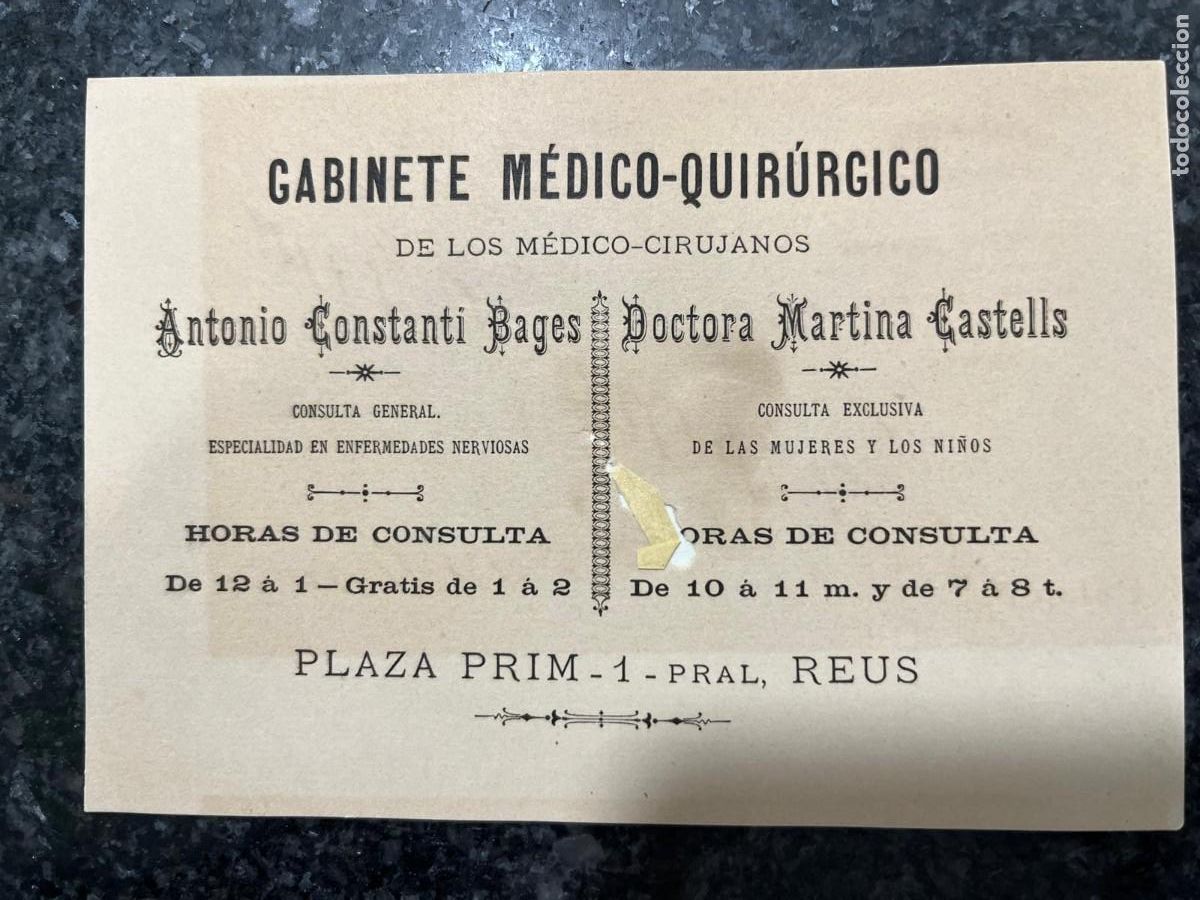 GABINETE MÉDICO-QUIRÚRGICO
DE LOS MÉDICO-CIRUJANOS
Antonio Constantí Bages
CONSULTA GENERAL.
ESPECIALIDAD EN ENFERMEDADES NERVIOSAS
HORAS DE CONSULTA
De 12 á 1 — Gratis de 1 á 2
Doctora Martina Castells
CONSULTA EXCLUSIVA
DE LAS MUJERES Y LOS NIÑOS
ORAS DE CONSULTA
De 10 á 11 m. y de 7 á 8 t.
PLAZA PRIM - 1 - PRAL, REUS
todocoleccion